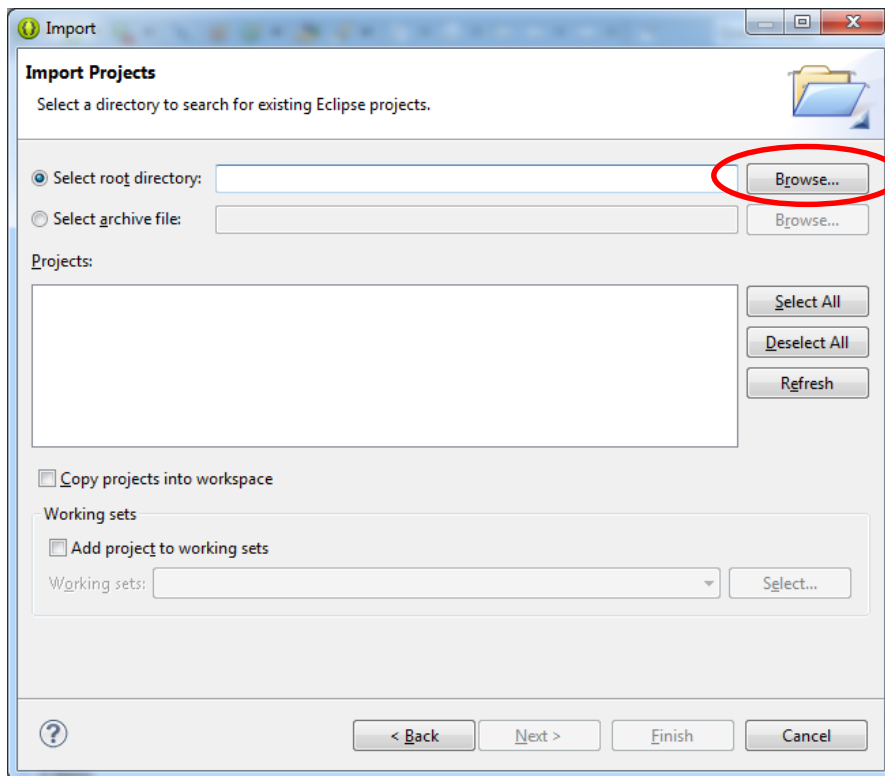 Import
Import Projects
Select a directory to search for existing Eclipse projects.
Select root directory: Browse...
Select archive file: Browse...
Projects:
Select All
Deselect All
Refresh
Copy projects into workspace
Working sets
Add project to working sets
Working sets: Select...
? < Back Next > Finish Cancel